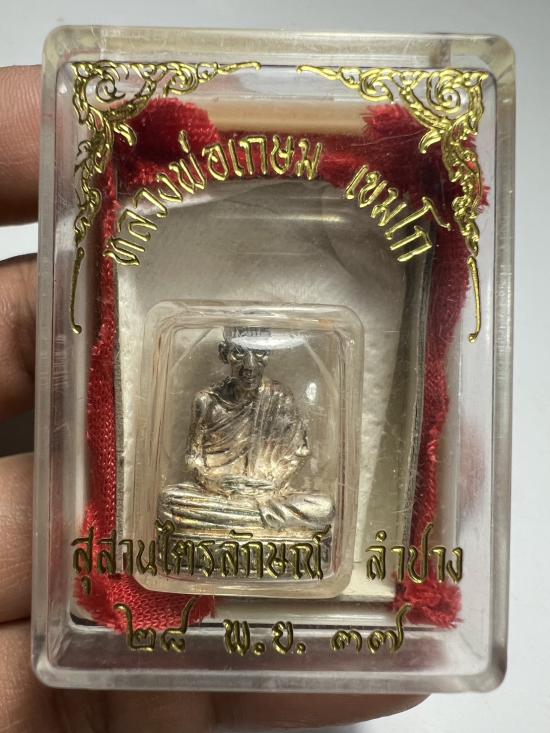 หลวงพ่อเกษม เขมโก
สุสานไตรลักษณ์ ลำปาง
๒๘ พ.ย. ๓๗